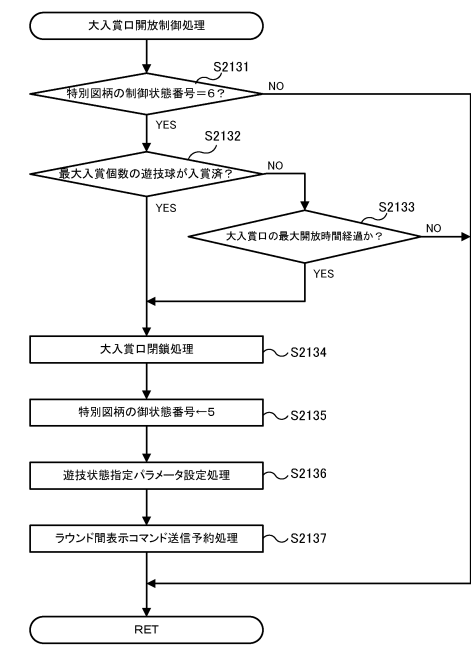 大入賞口開放制御処理
S2131
特別図柄の制御状態番号=6?
NO
YES
S2132
最大入賞個数の遊技球が入賞済?
NO
YES
S2133
大入賞口の最大開放時間経過か?
NO
YES
大入賞口閉鎖処理
S2134
特別図柄の御状態番号←5
S2135
遊技状態指定パラメータ設定処理
S2136
ラウンド間表示コマンド送信予約処理
S2137
RET